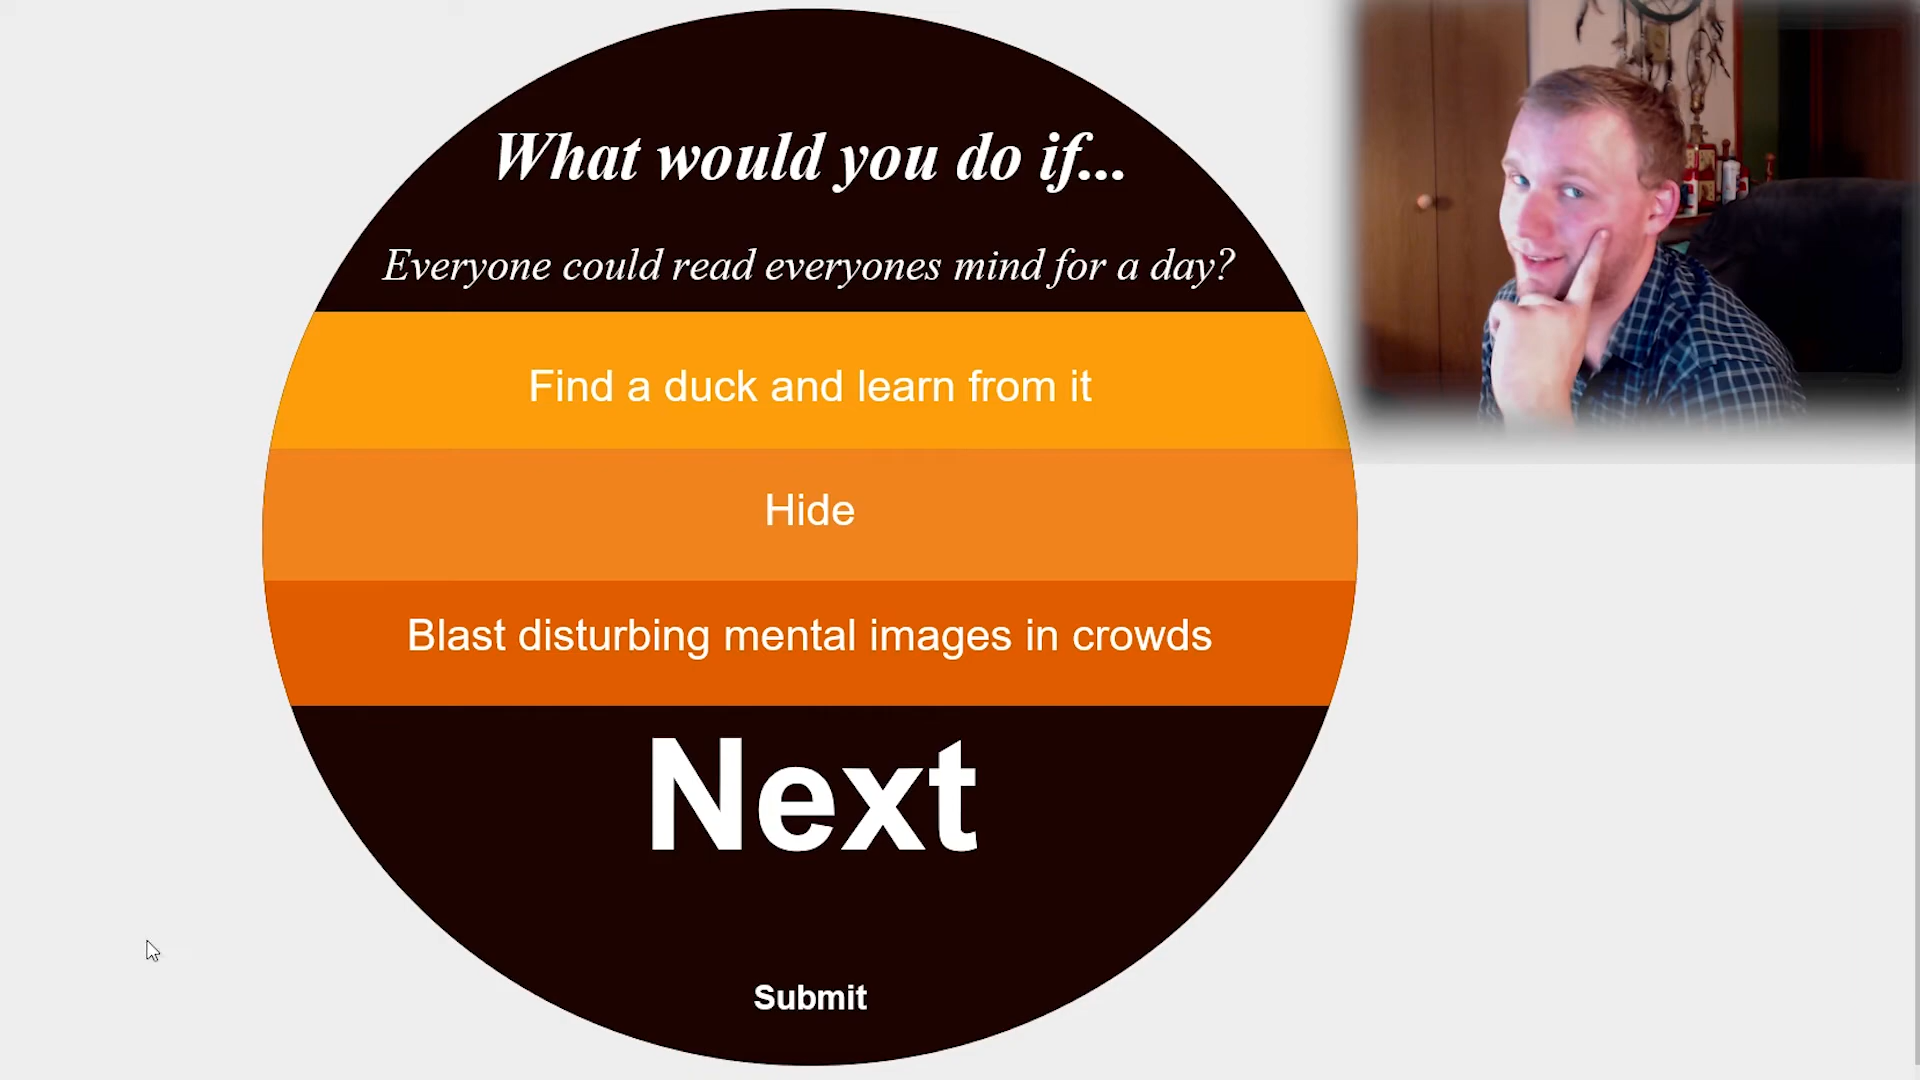 What would you do if...
Everyone could read everyones mind for a day?
Find a duck and learn from it
Hide
Blast disturbing mental images in crowds
Next
Submit